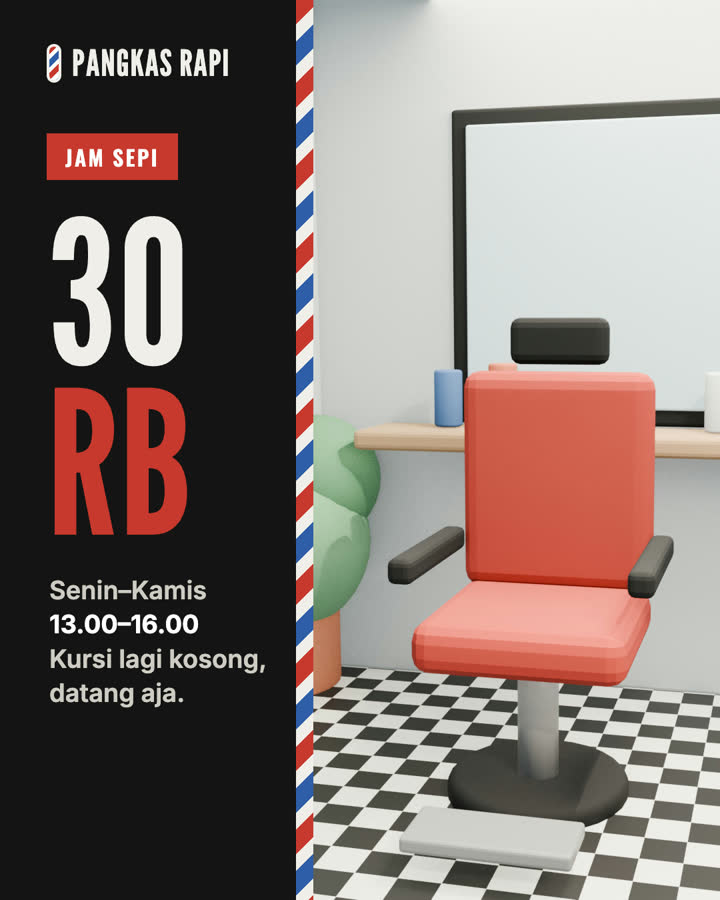 PANGKAS RAPI
JAM SEPI
30
RB
Senin–Kamis
13.00–16.00
Kursi lagi kosong,
datang aja.